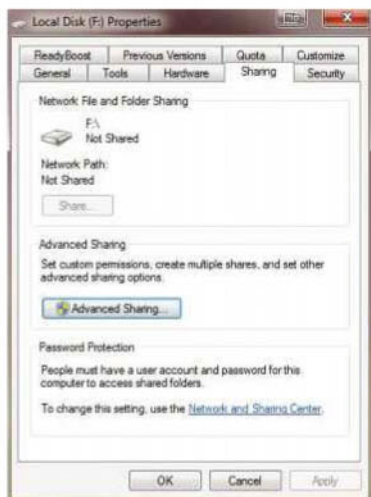 Local Disk (F:) Properties
ReadyBoost Previous Versions Quota Customize
General Tools Hardware Sharing Security
Network File and Folder Sharing
F:\
Not Shared
Network Path:
Not Shared
Share...
Advanced Sharing
Set custom permissions, create multiple shares, and set other
advanced sharing options.
Advanced Sharing...
Password Protection
People must have a user account and password for this
computer to access shared folders.
To change this setting, use the Network and Sharing Center.
OK Cancel Apply